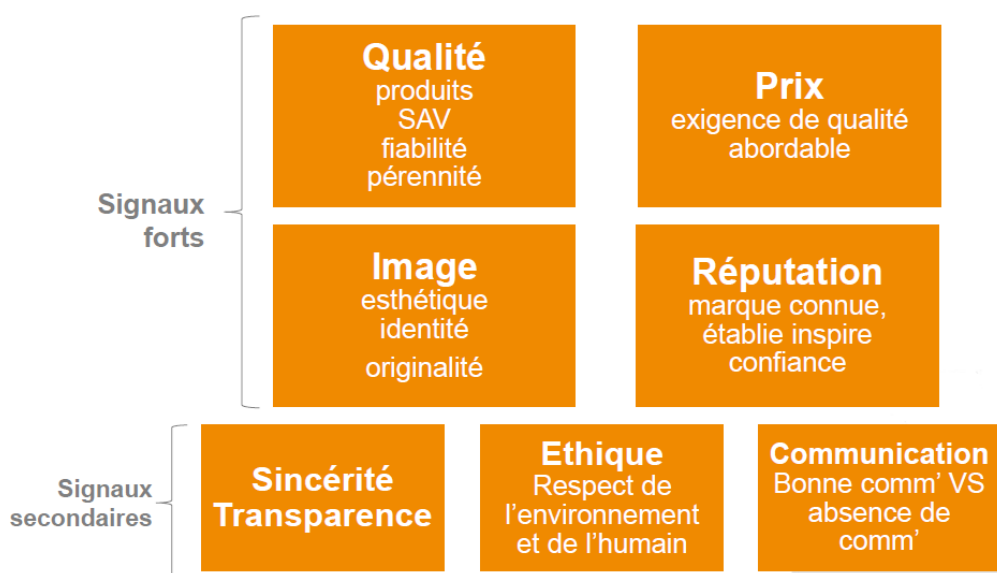 Signaux
forts
Qualité
produits
SAV
fiabilité
pérennité
Prix
exigence de qualité
abordable
Image
esthétique
identité
originalité
Réputation
marque connue,
établie inspire
confiance
Signaux
secondaires
Sincérité
Transparence
Ethique
Respect de
l'environnement
et de l'humain
Communication
Bonne comm' VS
absence de
comm'